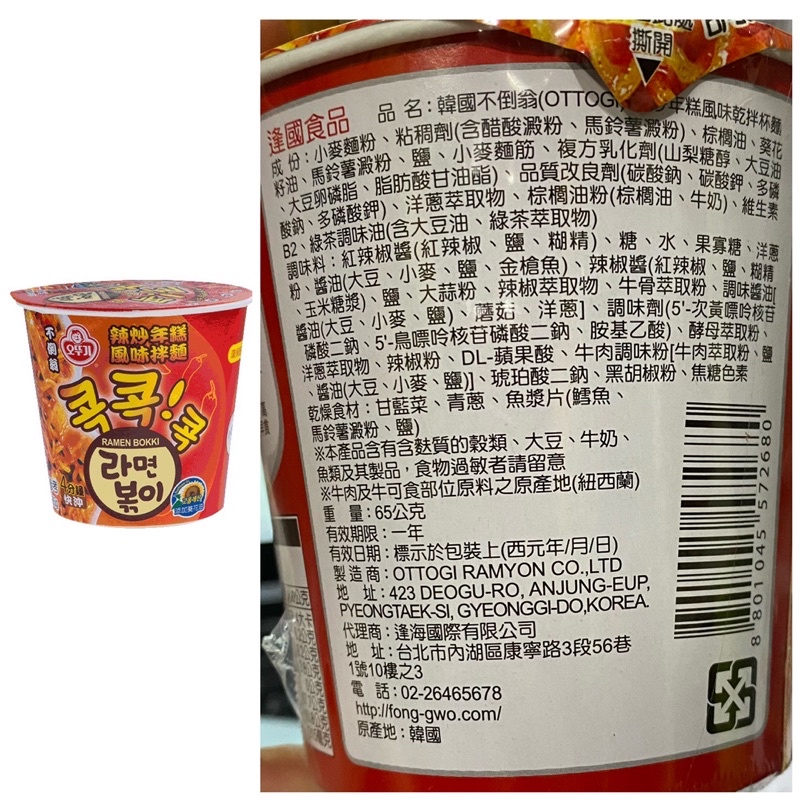 不倒翁
오뚜기
辣炒年糕
風味拌麵
콕콕!콕
RAMEN BOKKI
라면
볶이
4分鐘
快沖
撕開
逢國食品
品 名:韓國不倒翁(OTTOGI 年糕風味乾拌杯麵
成 份:小麥麵粉、粘稠劑(含醋酸澱粉、馬鈴薯澱粉)、棕櫚油、葵花
籽油、馬鈴薯澱粉、鹽、小麥麵筋、複方乳化劑(山梨糖醇、大豆油
、大豆卵磷脂、脂肪酸甘油酯)、品質改良劑(碳酸鈉、碳酸鉀、多磷
酸鈉、多磷酸鉀)、洋蔥萃取物、棕櫚油粉(棕櫚油、牛奶)、維生素
B2、綠茶調味油(含大豆油、綠茶萃取物)
調味料:紅辣椒醬(紅辣椒、鹽、糊精)、糖、水、果寡糖、洋蔥
粉、醬油(大豆、小麥、鹽、金槍魚)、辣椒醬(紅辣椒、鹽、糊精
、玉米糖漿)、鹽、大蒜粉、辣椒萃取物、牛骨萃取粉、調味醬油[
醬油(大豆、小麥、鹽)、蘑菇、洋蔥]、調味劑(5'-次黃嘌呤核苷
磷酸二鈉、5'-鳥嘌呤核苷磷酸二鈉、胺基乙酸)、酵母萃取粉、
洋蔥萃取物、辣椒粉、DL-蘋果酸、牛肉調味粉[牛肉萃取物、鹽
、醬油(大豆、小麥、鹽)]、琥珀酸二鈉、黑胡椒粉、焦糖色素
乾燥食材:甘藍菜、青蔥、魚漿片(鱈魚、
馬鈴薯澱粉、鹽)
※本產品含有含麩質的穀類、大豆、牛奶、
魚類及其製品，食物過敏者請留意
※牛肉及牛可食部位原料之原產地(紐西蘭)
重 量:65公克
有效期限:一年
有效日期:標示於包裝上(西元年/月/日)
製 造 商:OTTOGI RAMYON CO.,LTD
地 址:423 DEOGU-RO, ANJUNG-EUP,
PYEONGTAEK-SI, GYEONGGI-DO,KOREA.
代理商:逢海國際有限公司
地 址:台北市內湖區康寧路3段56巷
1號10樓之3
電 話:02-26465678
http://fong-gwo.com/
原產地:韓國
8 801045 572680